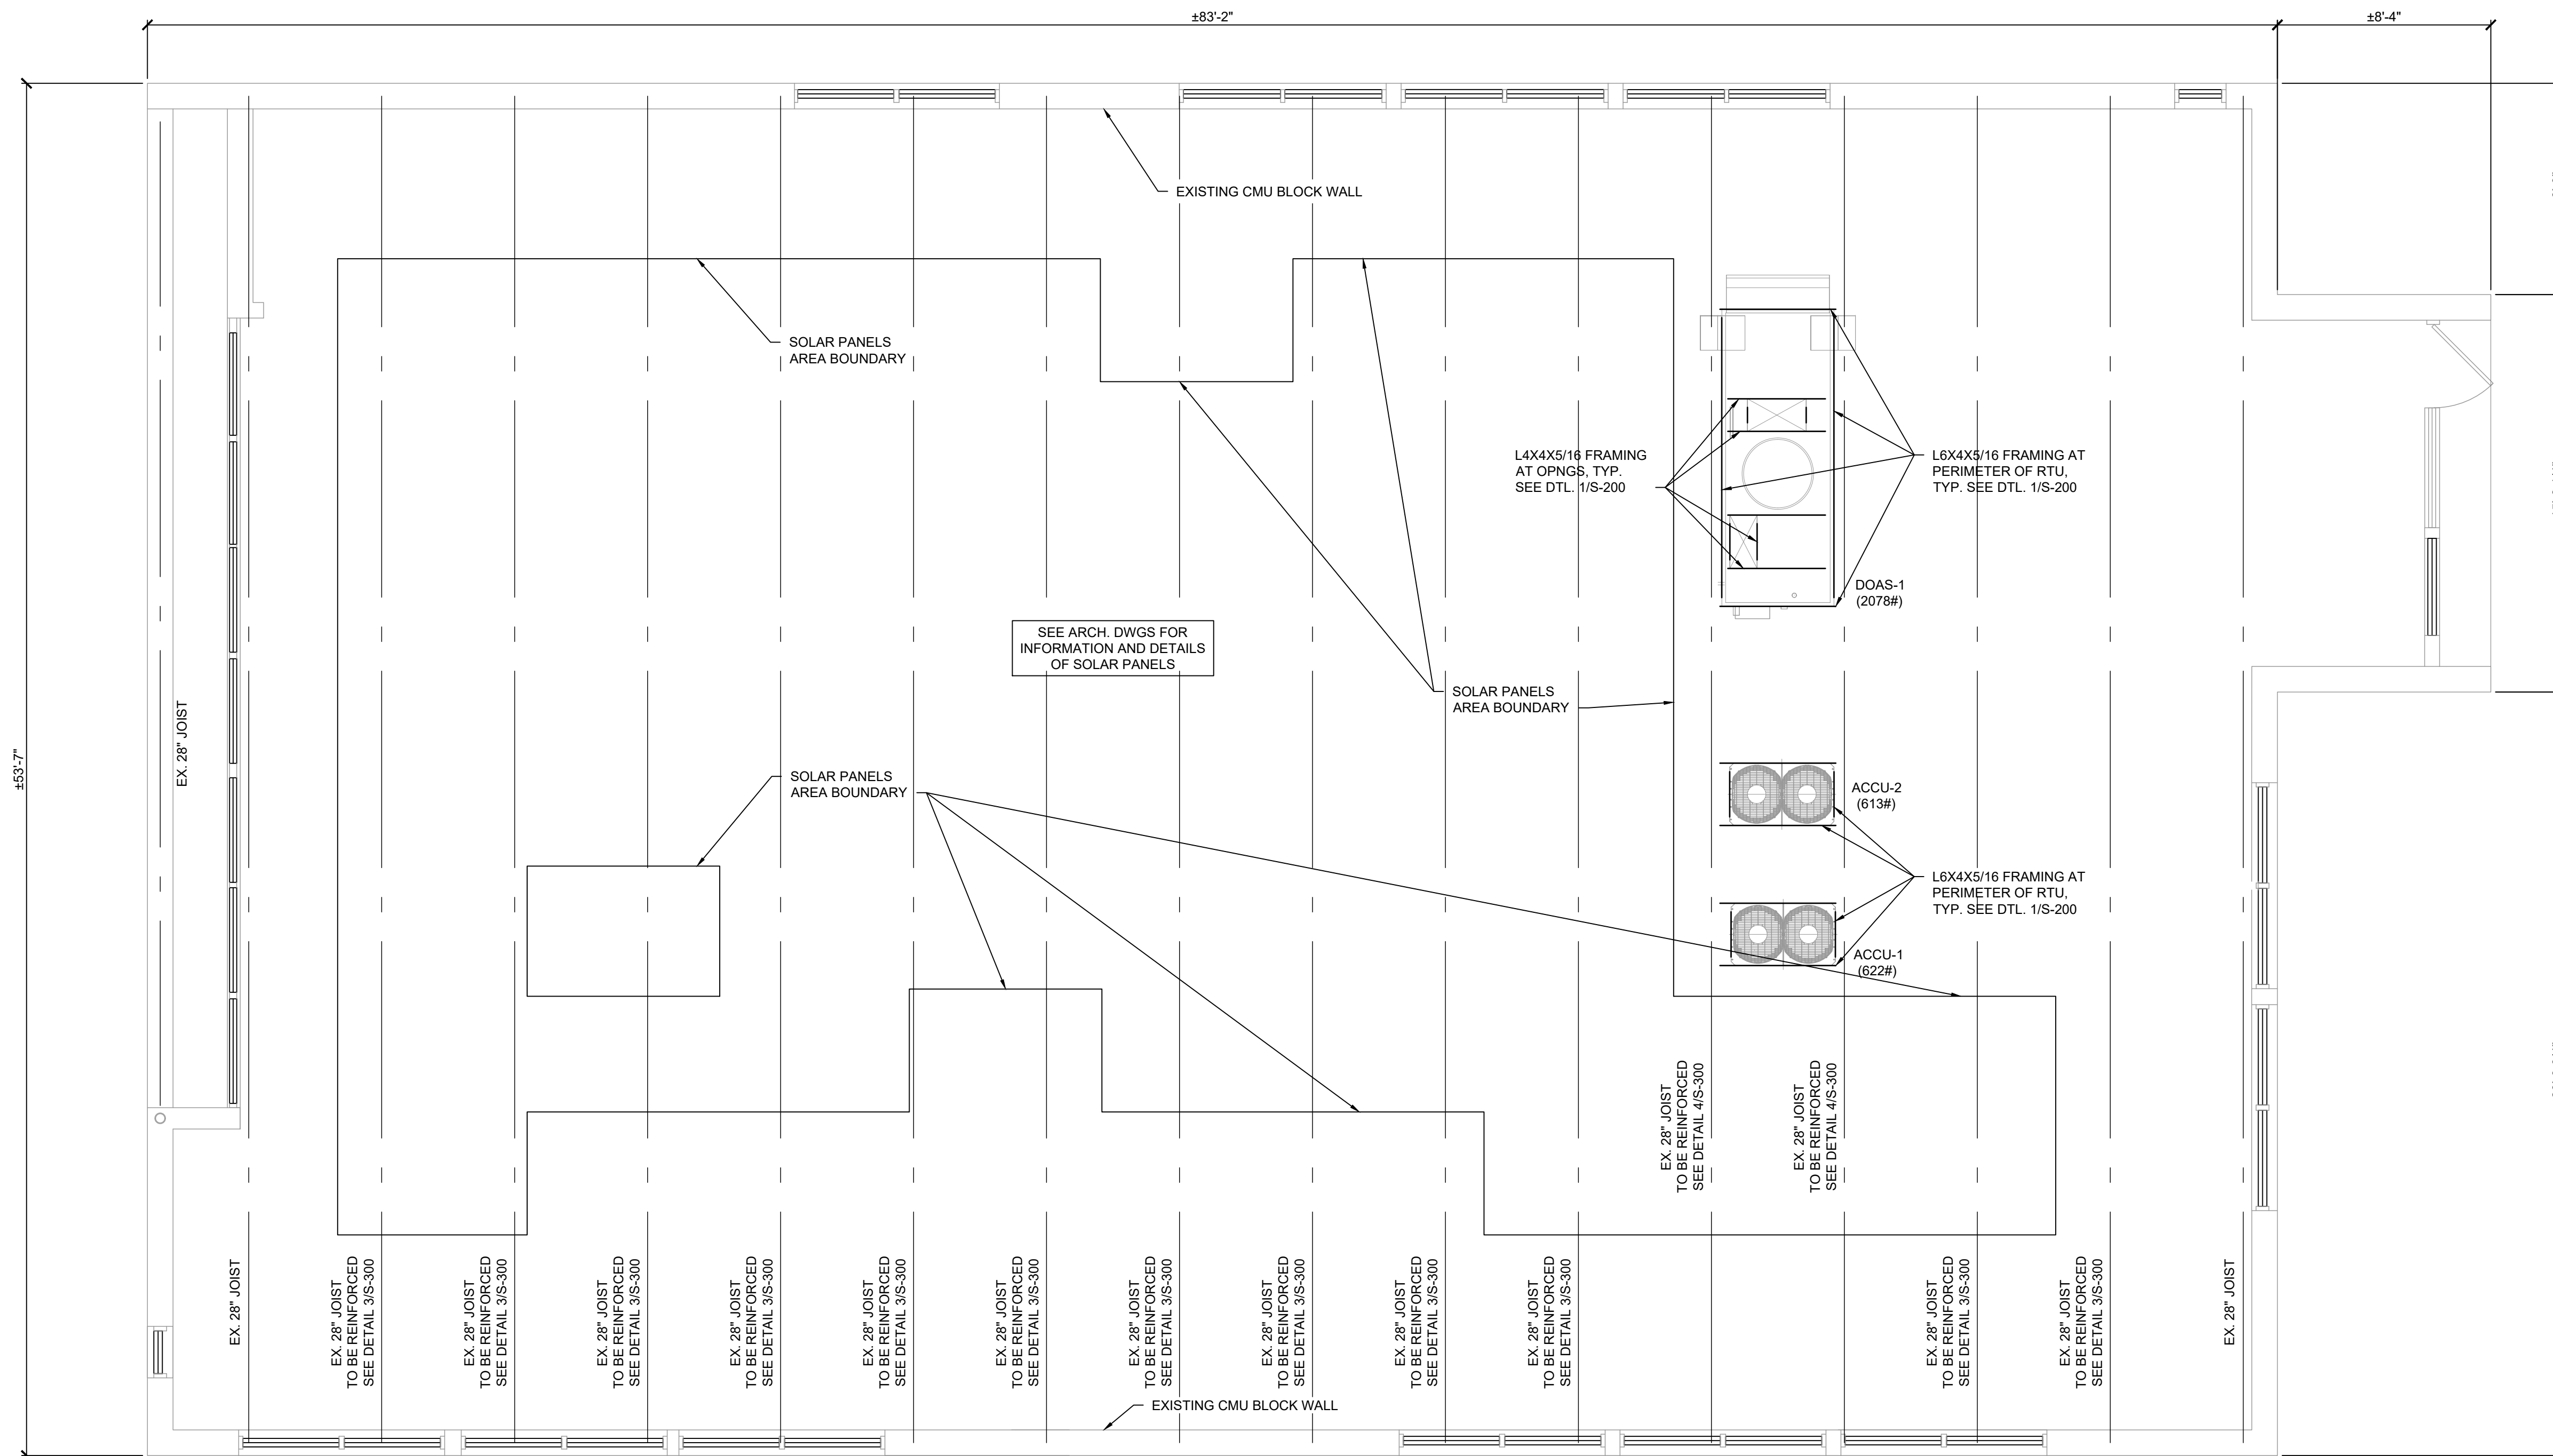 ±83'-2"
±8'-4"
EXISTING CMU BLOCK WALL
SOLAR PANELS
AREA BOUNDARY
L4X4X5/16 FRAMING
AT OPNGS, TYP.
SEE DTL. 1/S-200
L6X4X5/16 FRAMING AT
PERIMETER OF RTU,
TYP. SEE DTL. 1/S-200
DOAS-1
(2078#)
SEE ARCH. DWGS FOR
INFORMATION AND DETAILS
OF SOLAR PANELS
SOLAR PANELS
AREA BOUNDARY
EX. 28" JOIST
±53'-7"
SOLAR PANELS
AREA BOUNDARY
ACCU-2
(613#)
L6X4X5/16 FRAMING AT
PERIMETER OF RTU,
TYP. SEE DTL. 1/S-200
ACCU-1
(622#)
EX. 28" JOIST
TO BE REINFORCED
SEE DETAIL 4/S-300
EX. 28" JOIST
TO BE REINFORCED
SEE DETAIL 4/S-300
EX. 28" JOIST
EX. 28" JOIST
TO BE REINFORCED
SEE DETAIL 3/S-300
EX. 28" JOIST
TO BE REINFORCED
SEE DETAIL 3/S-300
EX. 28" JOIST
TO BE REINFORCED
SEE DETAIL 3/S-300
EX. 28" JOIST
TO BE REINFORCED
SEE DETAIL 3/S-300
EX. 28" JOIST
TO BE REINFORCED
SEE DETAIL 3/S-300
EX. 28" JOIST
TO BE REINFORCED
SEE DETAIL 3/S-300
EX. 28" JOIST
TO BE REINFORCED
SEE DETAIL 3/S-300
EX. 28" JOIST
TO BE REINFORCED
SEE DETAIL 3/S-300
EX. 28" JOIST
TO BE REINFORCED
SEE DETAIL 3/S-300
EX. 28" JOIST
TO BE REINFORCED
SEE DETAIL 3/S-300
EX. 28" JOIST
TO BE REINFORCED
SEE DETAIL 3/S-300
EX. 28" JOIST
TO BE REINFORCED
SEE DETAIL 3/S-300
EX. 28" JOIST
EXISTING CMU BLOCK WALL